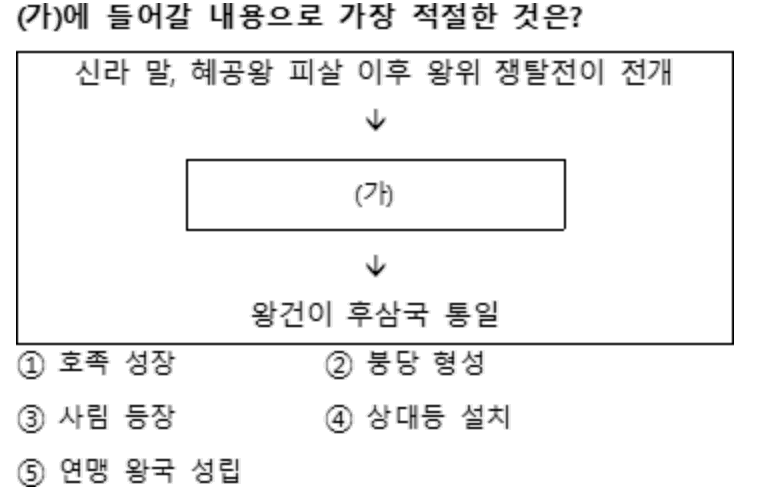 (가)에 들어갈 내용으로 가장 적절한 것은?
신라 말, 혜공왕 피살 이후 왕위 쟁탈전이 전개
↓
(가)
↓
왕건이 후삼국 통일
① 호족 성장 ② 붕당 형성
③ 사림 등장 ④ 상대등 설치
⑤ 연맹 왕국 성립